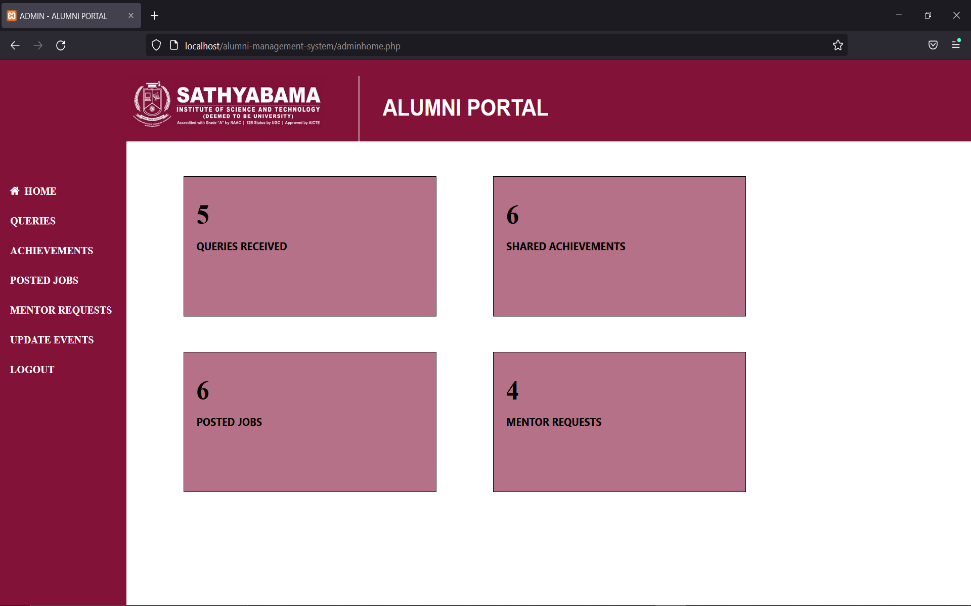 ADMIN - ALUMNI PORTAL
localhost/alumni-management-system/adminhome.php
SATHYABAMA
INSTITUTE OF SCIENCE AND TECHNOLOGY
(DEEMED TO BE UNIVERSITY)
Accredited with Grade "A" by NAAC | 12B Status by UGC | Approved by AICTE
ALUMNI PORTAL
HOME
QUERIES
ACHIEVEMENTS
POSTED JOBS
MENTOR REQUESTS
UPDATE EVENTS
LOGOUT
5
QUERIES RECEIVED
6
SHARED ACHIEVEMENTS
6
POSTED JOBS
4
MENTOR REQUESTS